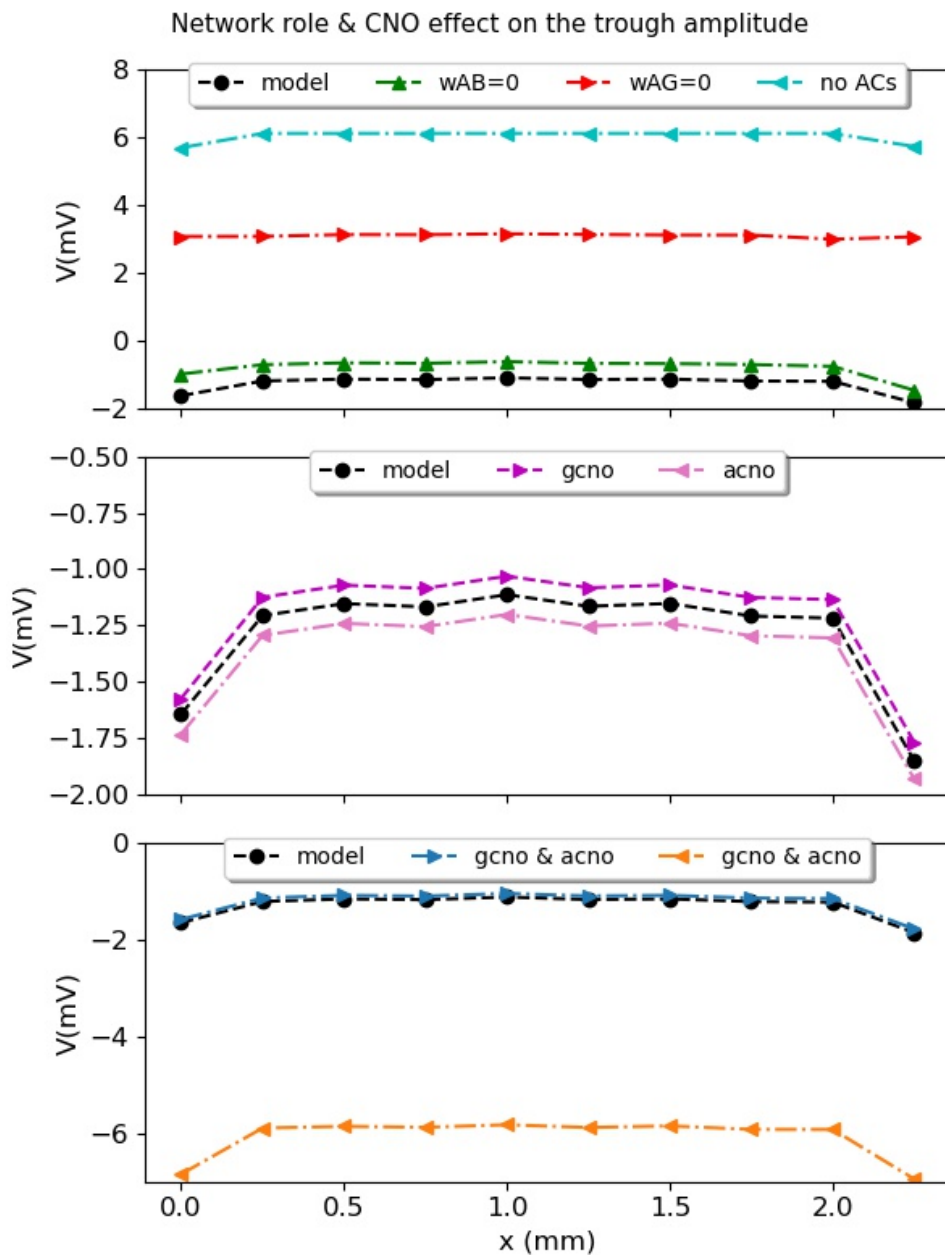 Network role & CNO effect on the trough amplitude
model wAB=0 wAG=0 no ACs
8
6
4
2
0
−2
V(mV)
model gcno acno
−0.50
−0.75
−1.00
−1.25
−1.50
−1.75
−2.00
V(mV)
model gcno & acno gcno & acno
0
−2
−4
−6
V(mV)
0.0 0.5 1.0 1.5 2.0
x (mm)